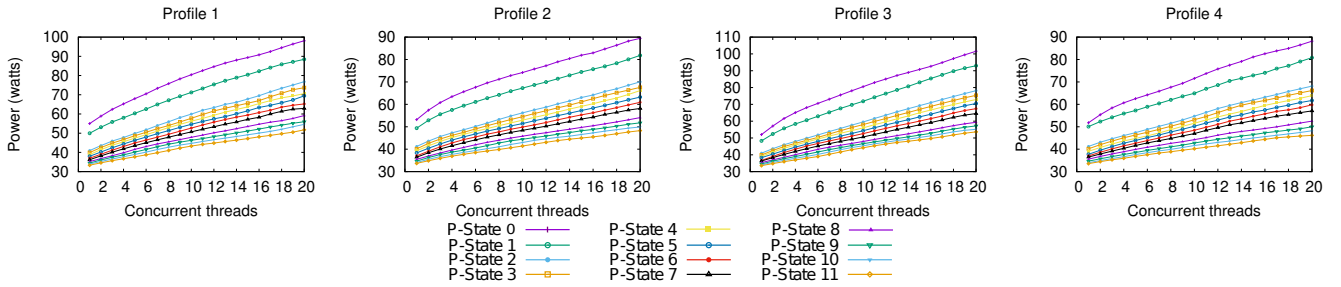 Profile 1
Power (watts)
100
90
80
70
60
50
40
30
0 2 4 6 8 10 12 14 16 18 20
Concurrent threads
Profile 2
Power (watts)
90
80
70
60
50
40
30
0 2 4 6 8 10 12 14 16 18 20
Concurrent threads
Profile 3
Power (watts)
110
100
90
80
70
60
50
40
30
0 2 4 6 8 10 12 14 16 18 20
Concurrent threads
Profile 4
Power (watts)
90
80
70
60
50
40
30
0 2 4 6 8 10 12 14 16 18 20
Concurrent threads
P-State 0
P-State 1
P-State 2
P-State 3
P-State 4
P-State 5
P-State 6
P-State 7
P-State 8
P-State 9
P-State 10
P-State 11